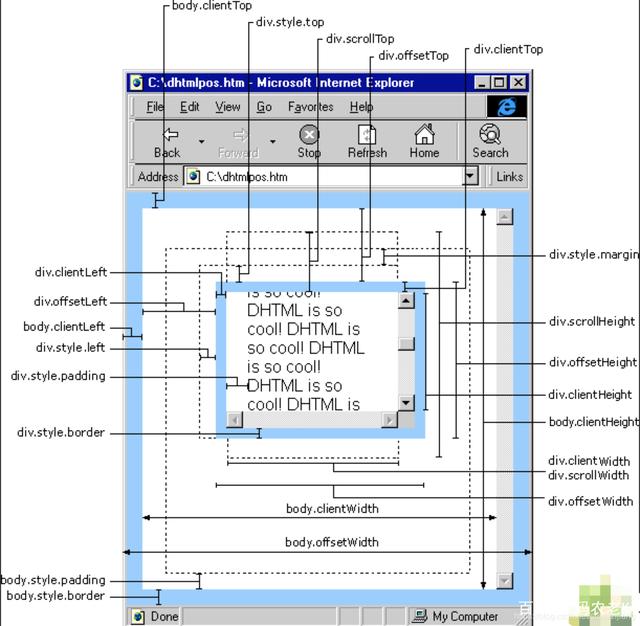 body.clientTop
div.style.top
div.scrollTop
div.offsetTop
div.clientTop
C:\dhtmlpos.htm - Microsoft Internet Explorer
File Edit View Go Favorites Help
Back Forward Stop Refresh Home Search
Address C:\dhtmlpos.htm Links
div.style.margin
div.clientLeft
div.offsetLeft
body.clientLeft
div.style.left
div.style.padding
div.style.border
is so cool!
DHTML is so
cool! DHTML is
so cool! DHTML
is so cool!
DHTML is so
cool! DHTML is
div.scrollHeight
div.offsetHeight
div.clientHeight
body.clientHeight
div.clientWidth
div.scrollWidth
div.offsetWidth
body.clientWidth
body.offsetWidth
body.style.padding
body.style.border
Done My Computer